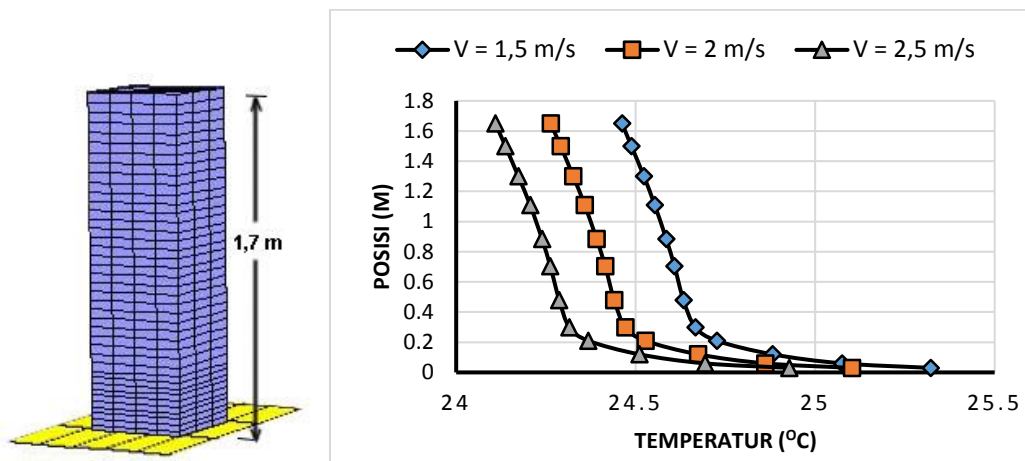 1,7 m
V = 1,5 m/s V = 2 m/s V = 2,5 m/s
POSISI (M)
1.8
1.6
1.4
1.2
1
0.8
0.6
0.4
0.2
0
24 24.5 25 25.5
TEMPERATUR (ᴼC)